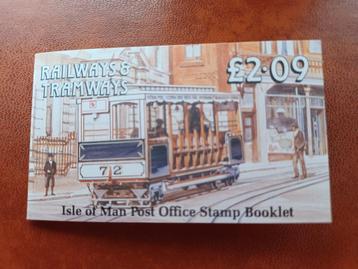 RAILWAYS &
TRAMWAYS
£2·09
72
Isle of Man Post Office Stamp Booklet